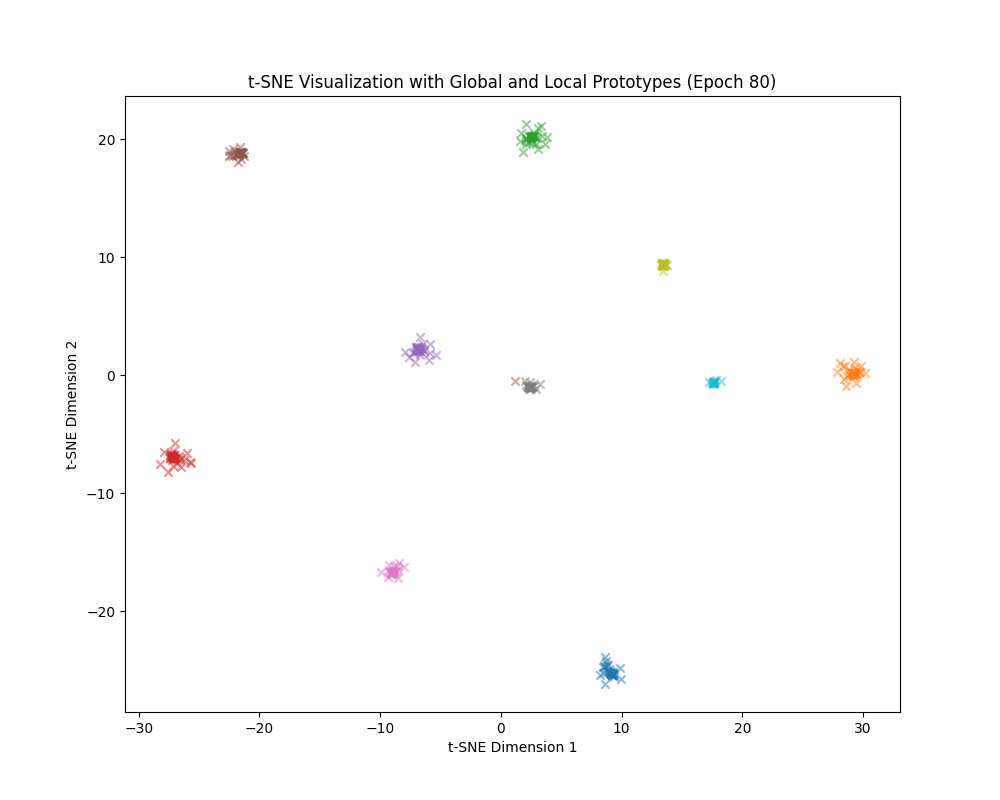 t-SNE Visualization with Global and Local Prototypes (Epoch 80)
20
10
0
−10
−20
t-SNE Dimension 2
−30 −20 −10 0 10 20 30
t-SNE Dimension 1